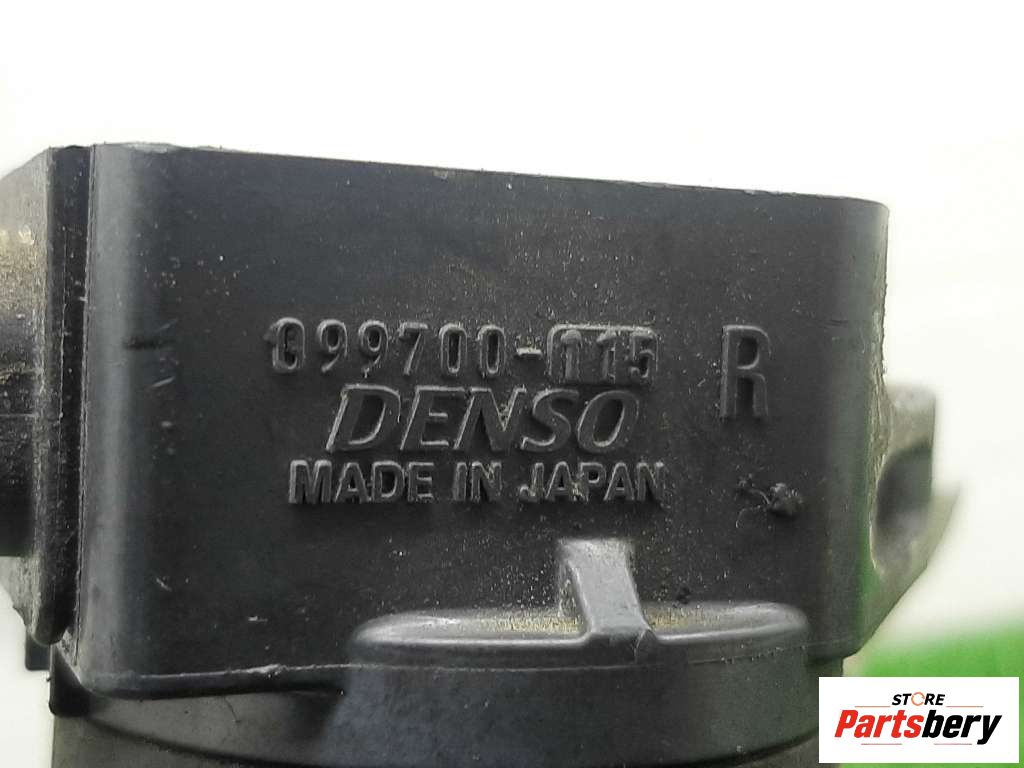 099700-115 R
DENSO
MADE IN JAPAN
STORE
Partsbery